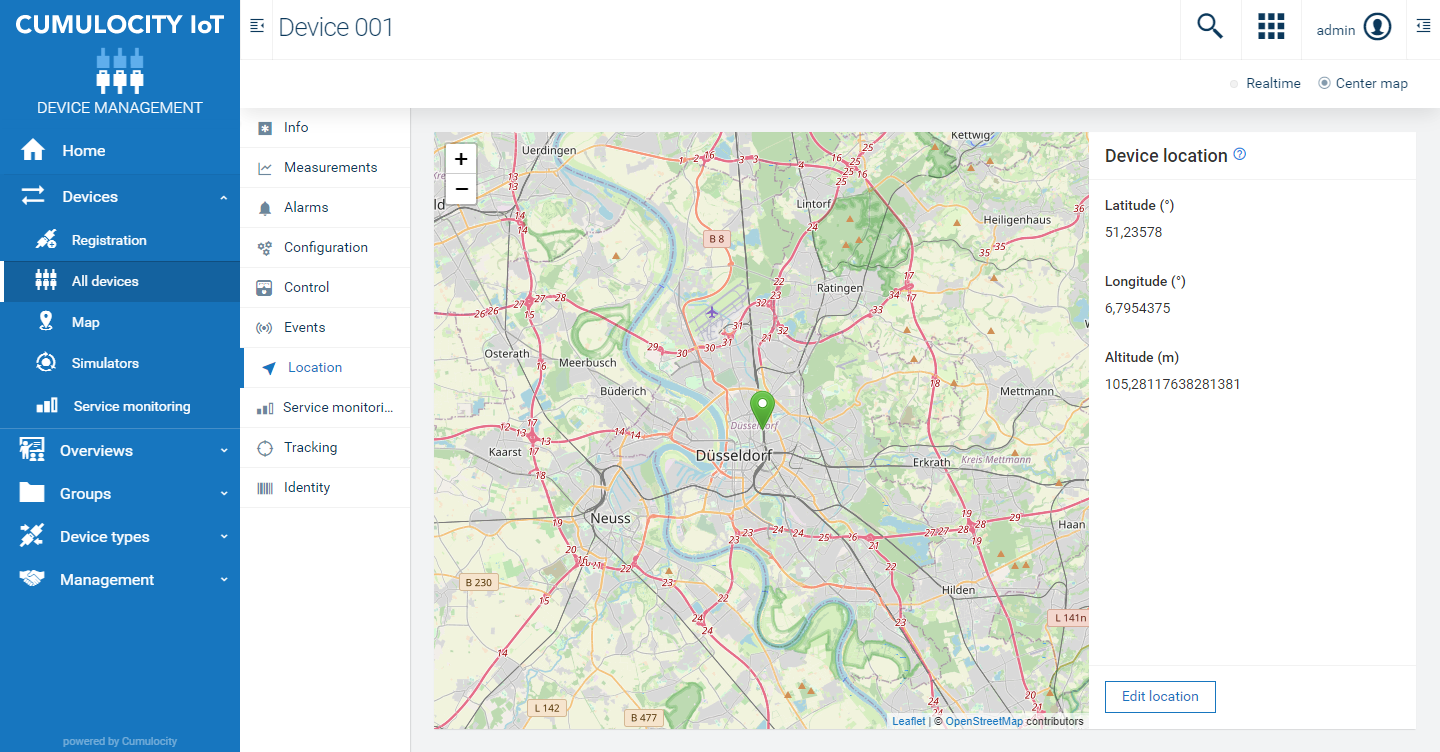 CUMULOCITY IoT
DEVICE MANAGEMENT
Home
Devices
Registration
All devices
Map
Simulators
Service monitoring
Overviews
Groups
Device types
Management
powered by Cumulocity
Device 001
admin
Realtime
Center map
Info
Measurements
Alarms
Configuration
Control
Events
Location
Service monitori...
Tracking
Identity
+
−
Uerdingen
Kettwig
Lintorf
Heiligenhaus
B 8
Ratingen
Osterath
Meerbusch
Büderich
Mettmann
Düsseldorf
Düsseldorf
Kaarst
Erkrath
Kreis Mettmann
Neuss
Haan
B 230
Hilden
L 141n
L 142
B 477
Leaflet | © OpenStreetMap contributors
Device location
Latitude (°)
51,23578
Longitude (°)
6,7954375
Altitude (m)
105,28117638281381
Edit location